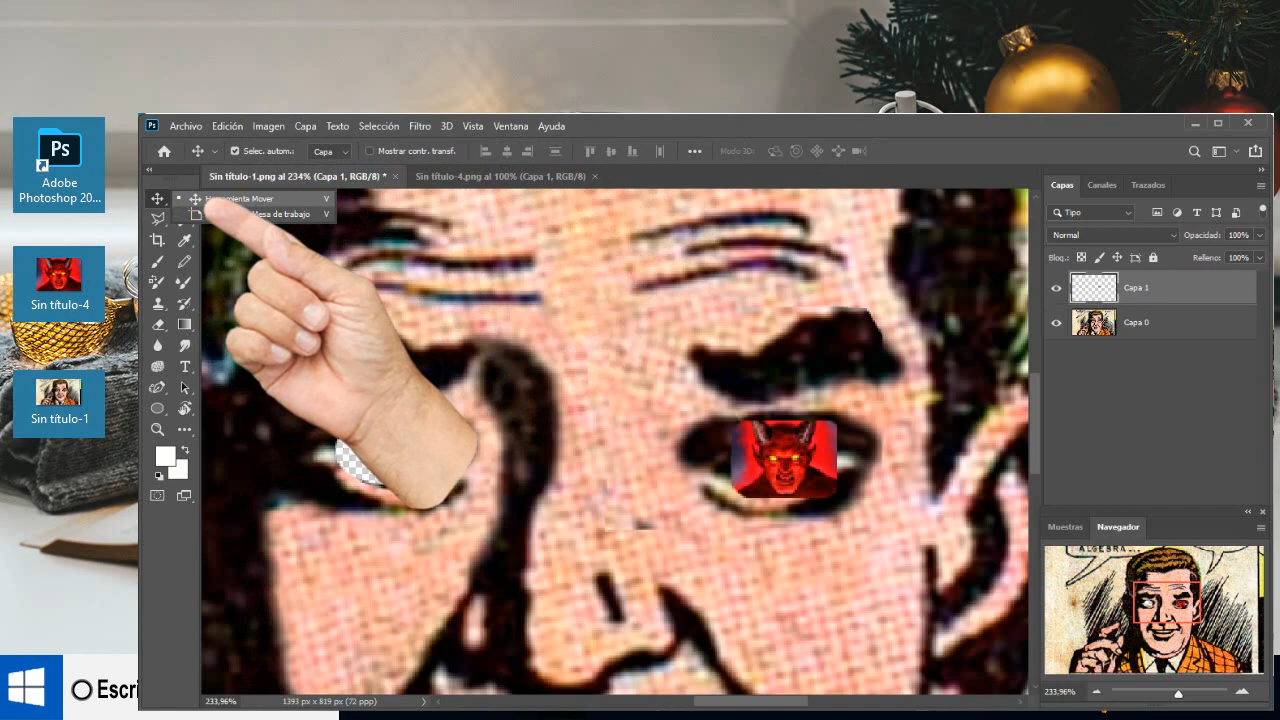 Ps
Adobe
Photoshop 20...
Sin título-4
Sin título-1
Escri
Ps Archivo Edición Imagen Capa Texto Selección Filtro 3D Vista Ventana Ayuda
Selec. autom.: Capa Mostrar contr. transf. Modo 3D:
Sin título-1.png al 234% (Capa 1, RGB/8) * × Sin título-4.png al 100% (Capa 1, RGB/8) ×
Mover V
Mesa de trabajo V
Capas Canales Trazados
Tipo
Normal Opacidad: 100%
Bloq.: Relleno: 100%
Capa 1
Capa 0
Muestras Navegador
ALGEBRA...
233,96%
233,96% 1393 px x 819 px (72 ppp)